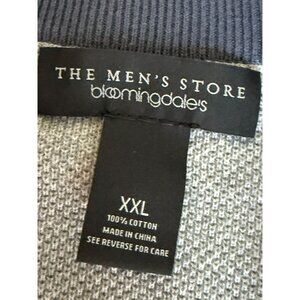 THE MEN'S STORE
bloomingdale's
XXL
100% COTTON
MADE IN CHINA
SEE REVERSE FOR CARE